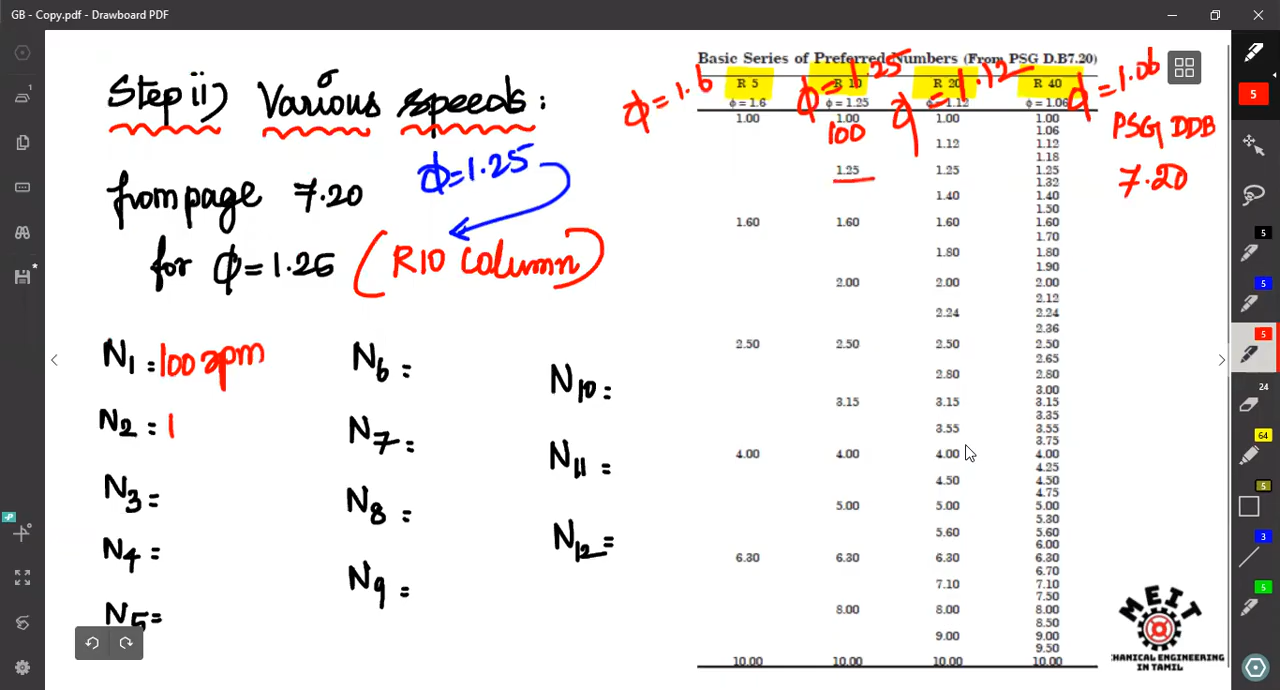 GB - Copy.pdf - Drawboard PDF
Step ii) Various speeds :
from page 7.20
ϕ=1.25
for ϕ=1.25 (R10 column)
N1 = 100 rpm
N2 = 1
N3 =
N4 =
N5=
N6 =
N7 =
N8 =
N9 =
N10 =
N11 =
N12 =
Basic Series of Preferred Numbers (From PSG D.B7.20)
ϕ=1.6 ϕ=1.25 ϕ=1.12 ϕ=1.06
R 5 R 10 R 20 R 40
ϕ = 1.6 ϕ = 1.25 ϕ = 1.12 ϕ = 1.06
1.00 1.00 1.00 1.00
100
1.06
1.12 1.12
1.18
1.25 1.25 1.25
1.32
1.40 1.40
1.50
1.60 1.60 1.60 1.60
1.70
1.80 1.80
1.90
2.00 2.00 2.00
2.12
2.24 2.24
2.36
2.50 2.50 2.50 2.50
2.65
2.80 2.80
3.00
3.15 3.15 3.15
3.35
3.55 3.55
3.75
4.00 4.00 4.00 4.00
4.25
4.50 4.50
4.75
5.00 5.00 5.00
5.30
5.60 5.60
6.00
6.30 6.30 6.30 6.30
6.70
7.10 7.10
7.50
8.00 8.00 8.00
8.50
9.00 9.00
9.50
10.00 10.00 10.00 10.00
PSG DDB
7.20
MEIT
CHANICAL ENGINEERING
IN TAMIL
5
5
5
5
24
64
5
3
5